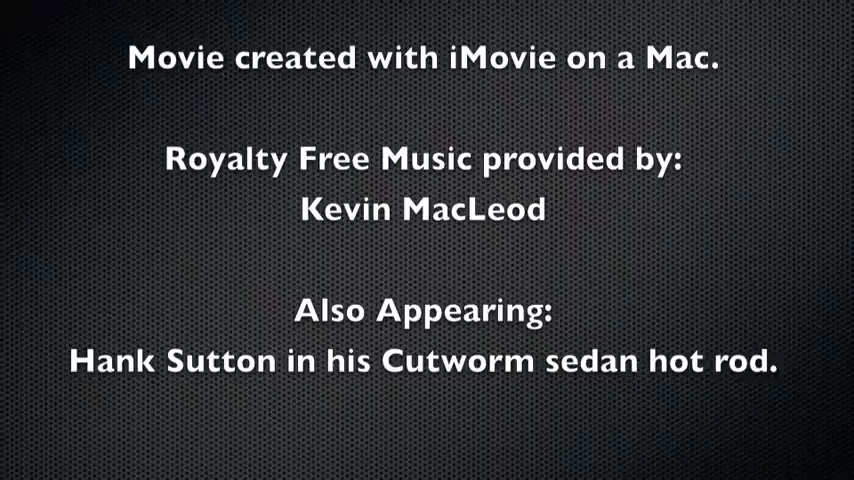 Movie created with iMovie on a Mac.
Royalty Free Music provided by:
Kevin MacLeod
Also Appearing:
Hank Sutton in his Cutworm sedan hot rod.